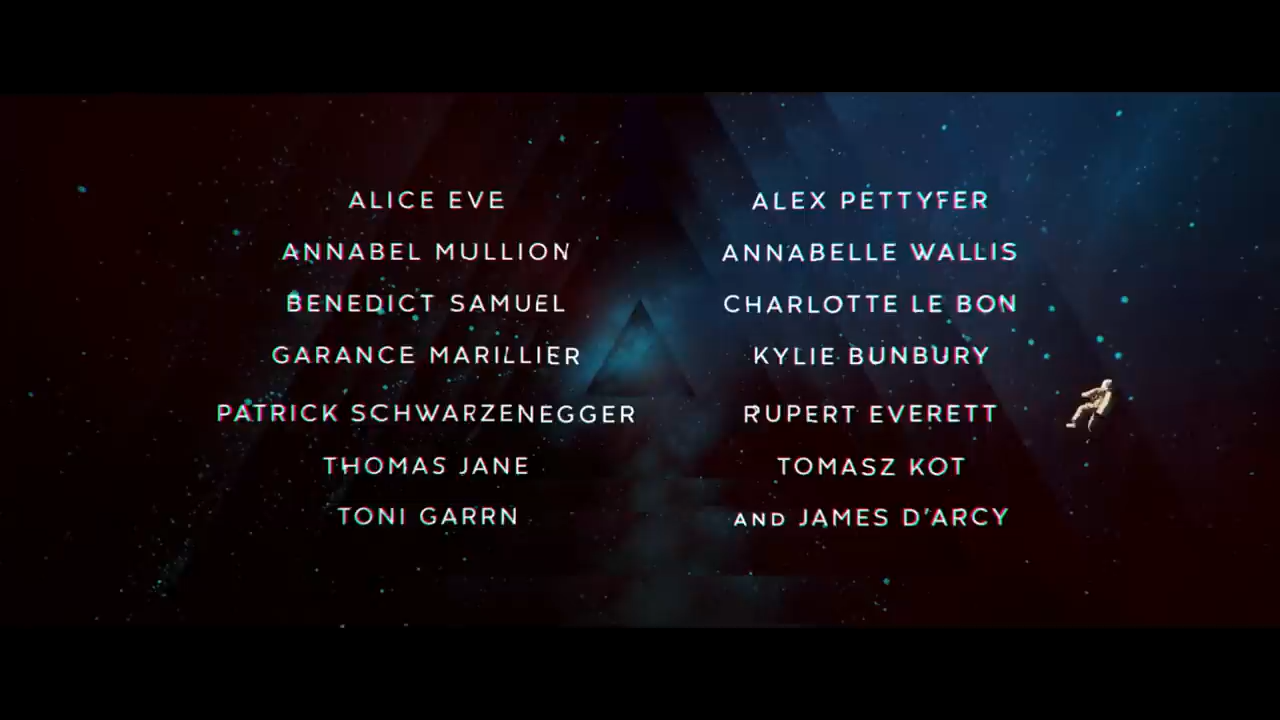 ALICE EVE
ANNABEL MULLION
BENEDICT SAMUEL
GARANCE MARILLIER
PATRICK SCHWARZENEGGER
THOMAS JANE
TONI GARRN
ALEX PETTYFER
ANNABELLE WALLIS
CHARLOTTE LE BON
KYLIE BUNBURY
RUPERT EVERETT
TOMASZ KOT
AND JAMES D'ARCY